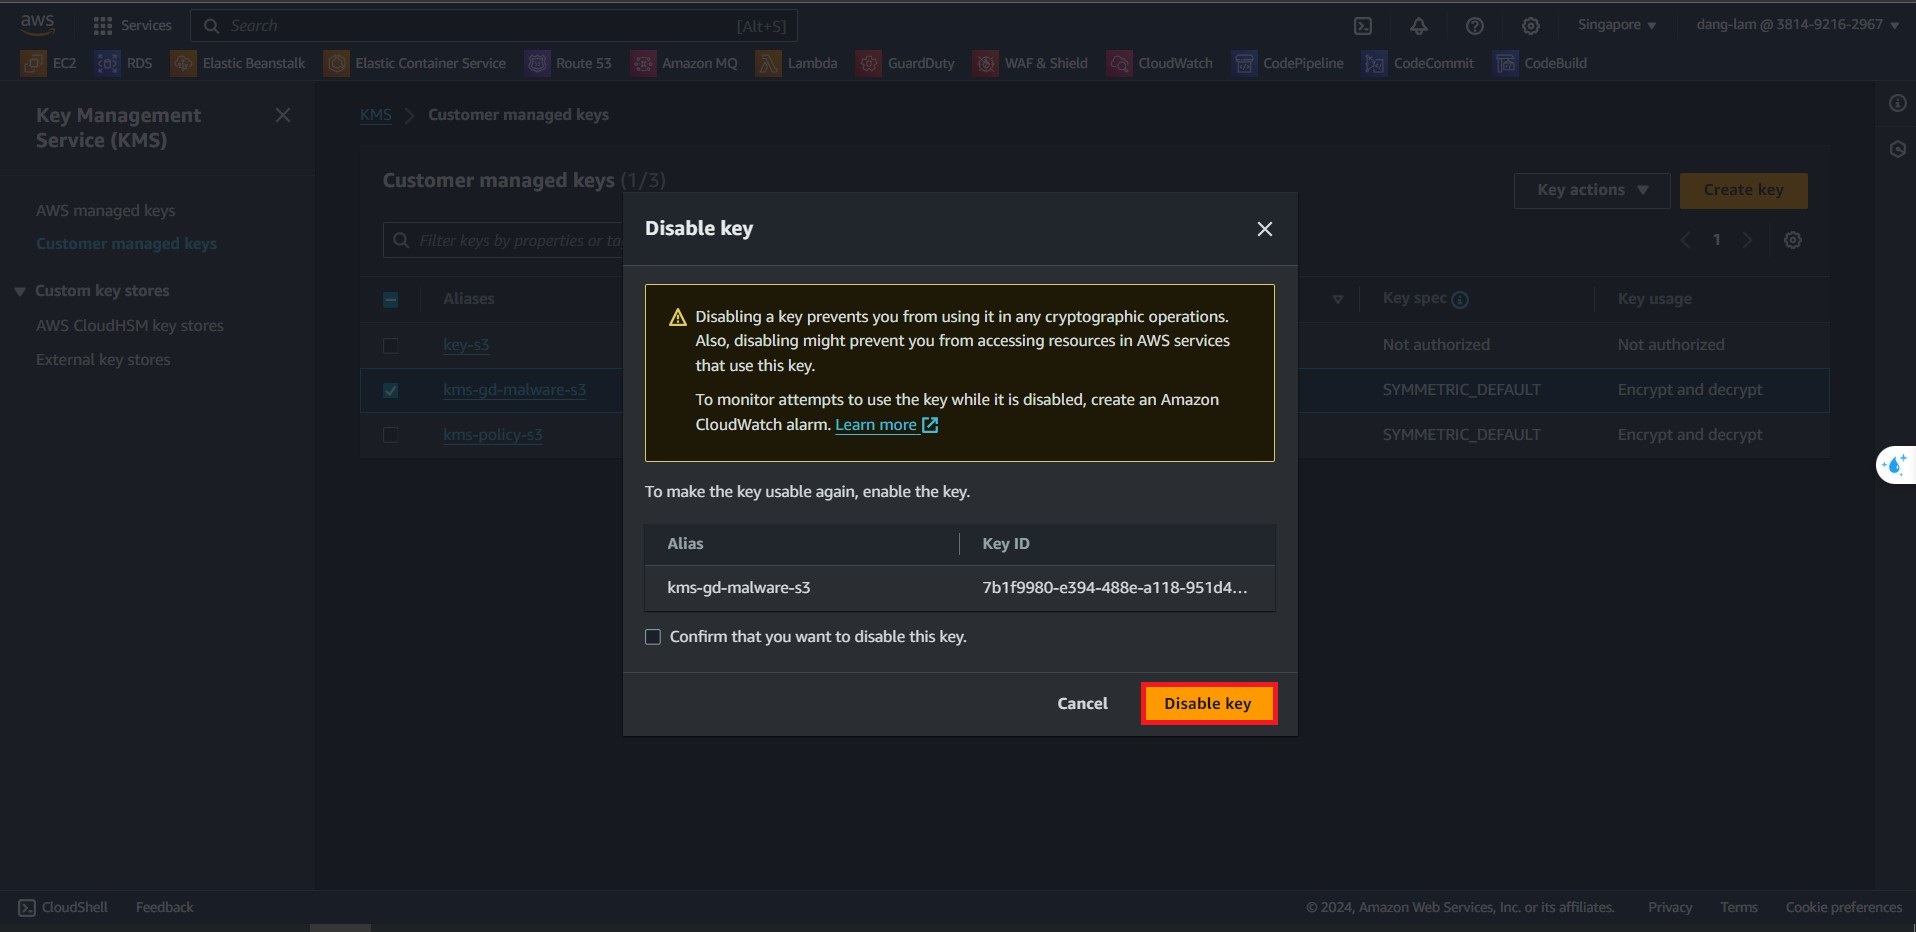 aws
Services
Search
[Alt+S]
Singapore ▼
dang-lam @ 3814-9216-2967 ▼
EC2
RDS
Elastic Beanstalk
Elastic Container Service
Route 53
Amazon MQ
Lambda
GuardDuty
WAF & Shield
CloudWatch
CodePipeline
CodeCommit
CodeBuild
Key Management
Service (KMS)
AWS managed keys
Customer managed keys
Custom key stores
AWS CloudHSM key stores
External key stores
KMS
Customer managed keys
Customer managed keys (1/3)
Key actions ▼
Create key
Filter keys by properties or ta
1
Aliases
Key spec
Key usage
key-s3
Not authorized
Not authorized
kms-gd-malware-s3
SYMMETRIC_DEFAULT
Encrypt and decrypt
kms-policy-s3
SYMMETRIC_DEFAULT
Encrypt and decrypt
Disable key
Disabling a key prevents you from using it in any cryptographic operations.
Also, disabling might prevent you from accessing resources in AWS services
that use this key.
To monitor attempts to use the key while it is disabled, create an Amazon
CloudWatch alarm. Learn more
To make the key usable again, enable the key.
Alias
Key ID
kms-gd-malware-s3
7b1f9980-e394-488e-a118-951d4...
Confirm that you want to disable this key.
Cancel
Disable key
CloudShell
Feedback
© 2024, Amazon Web Services, Inc. or its affiliates.
Privacy
Terms
Cookie preferences